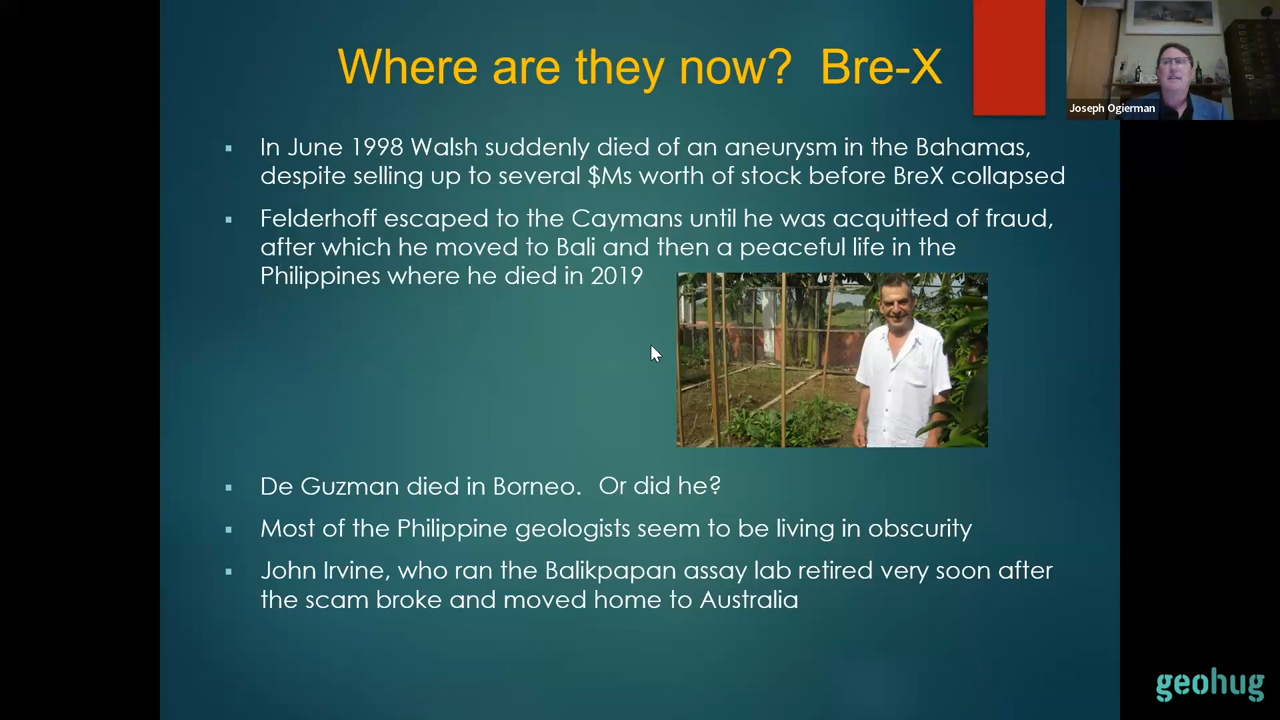 Where are they now? Bre-X
Joe
Joseph Ogierman
▪ In June 1998 Walsh suddenly died of an aneurysm in the Bahamas,
despite selling up to several $Ms worth of stock before BreX collapsed
▪ Felderhoff escaped to the Caymans until he was acquitted of fraud,
after which he moved to Bali and then a peaceful life in the
Philippines where he died in 2019
▪ De Guzman died in Borneo. Or did he?
▪ Most of the Philippine geologists seem to be living in obscurity
▪ John Irvine, who ran the Balikpapan assay lab retired very soon after
the scam broke and moved home to Australia
geohug